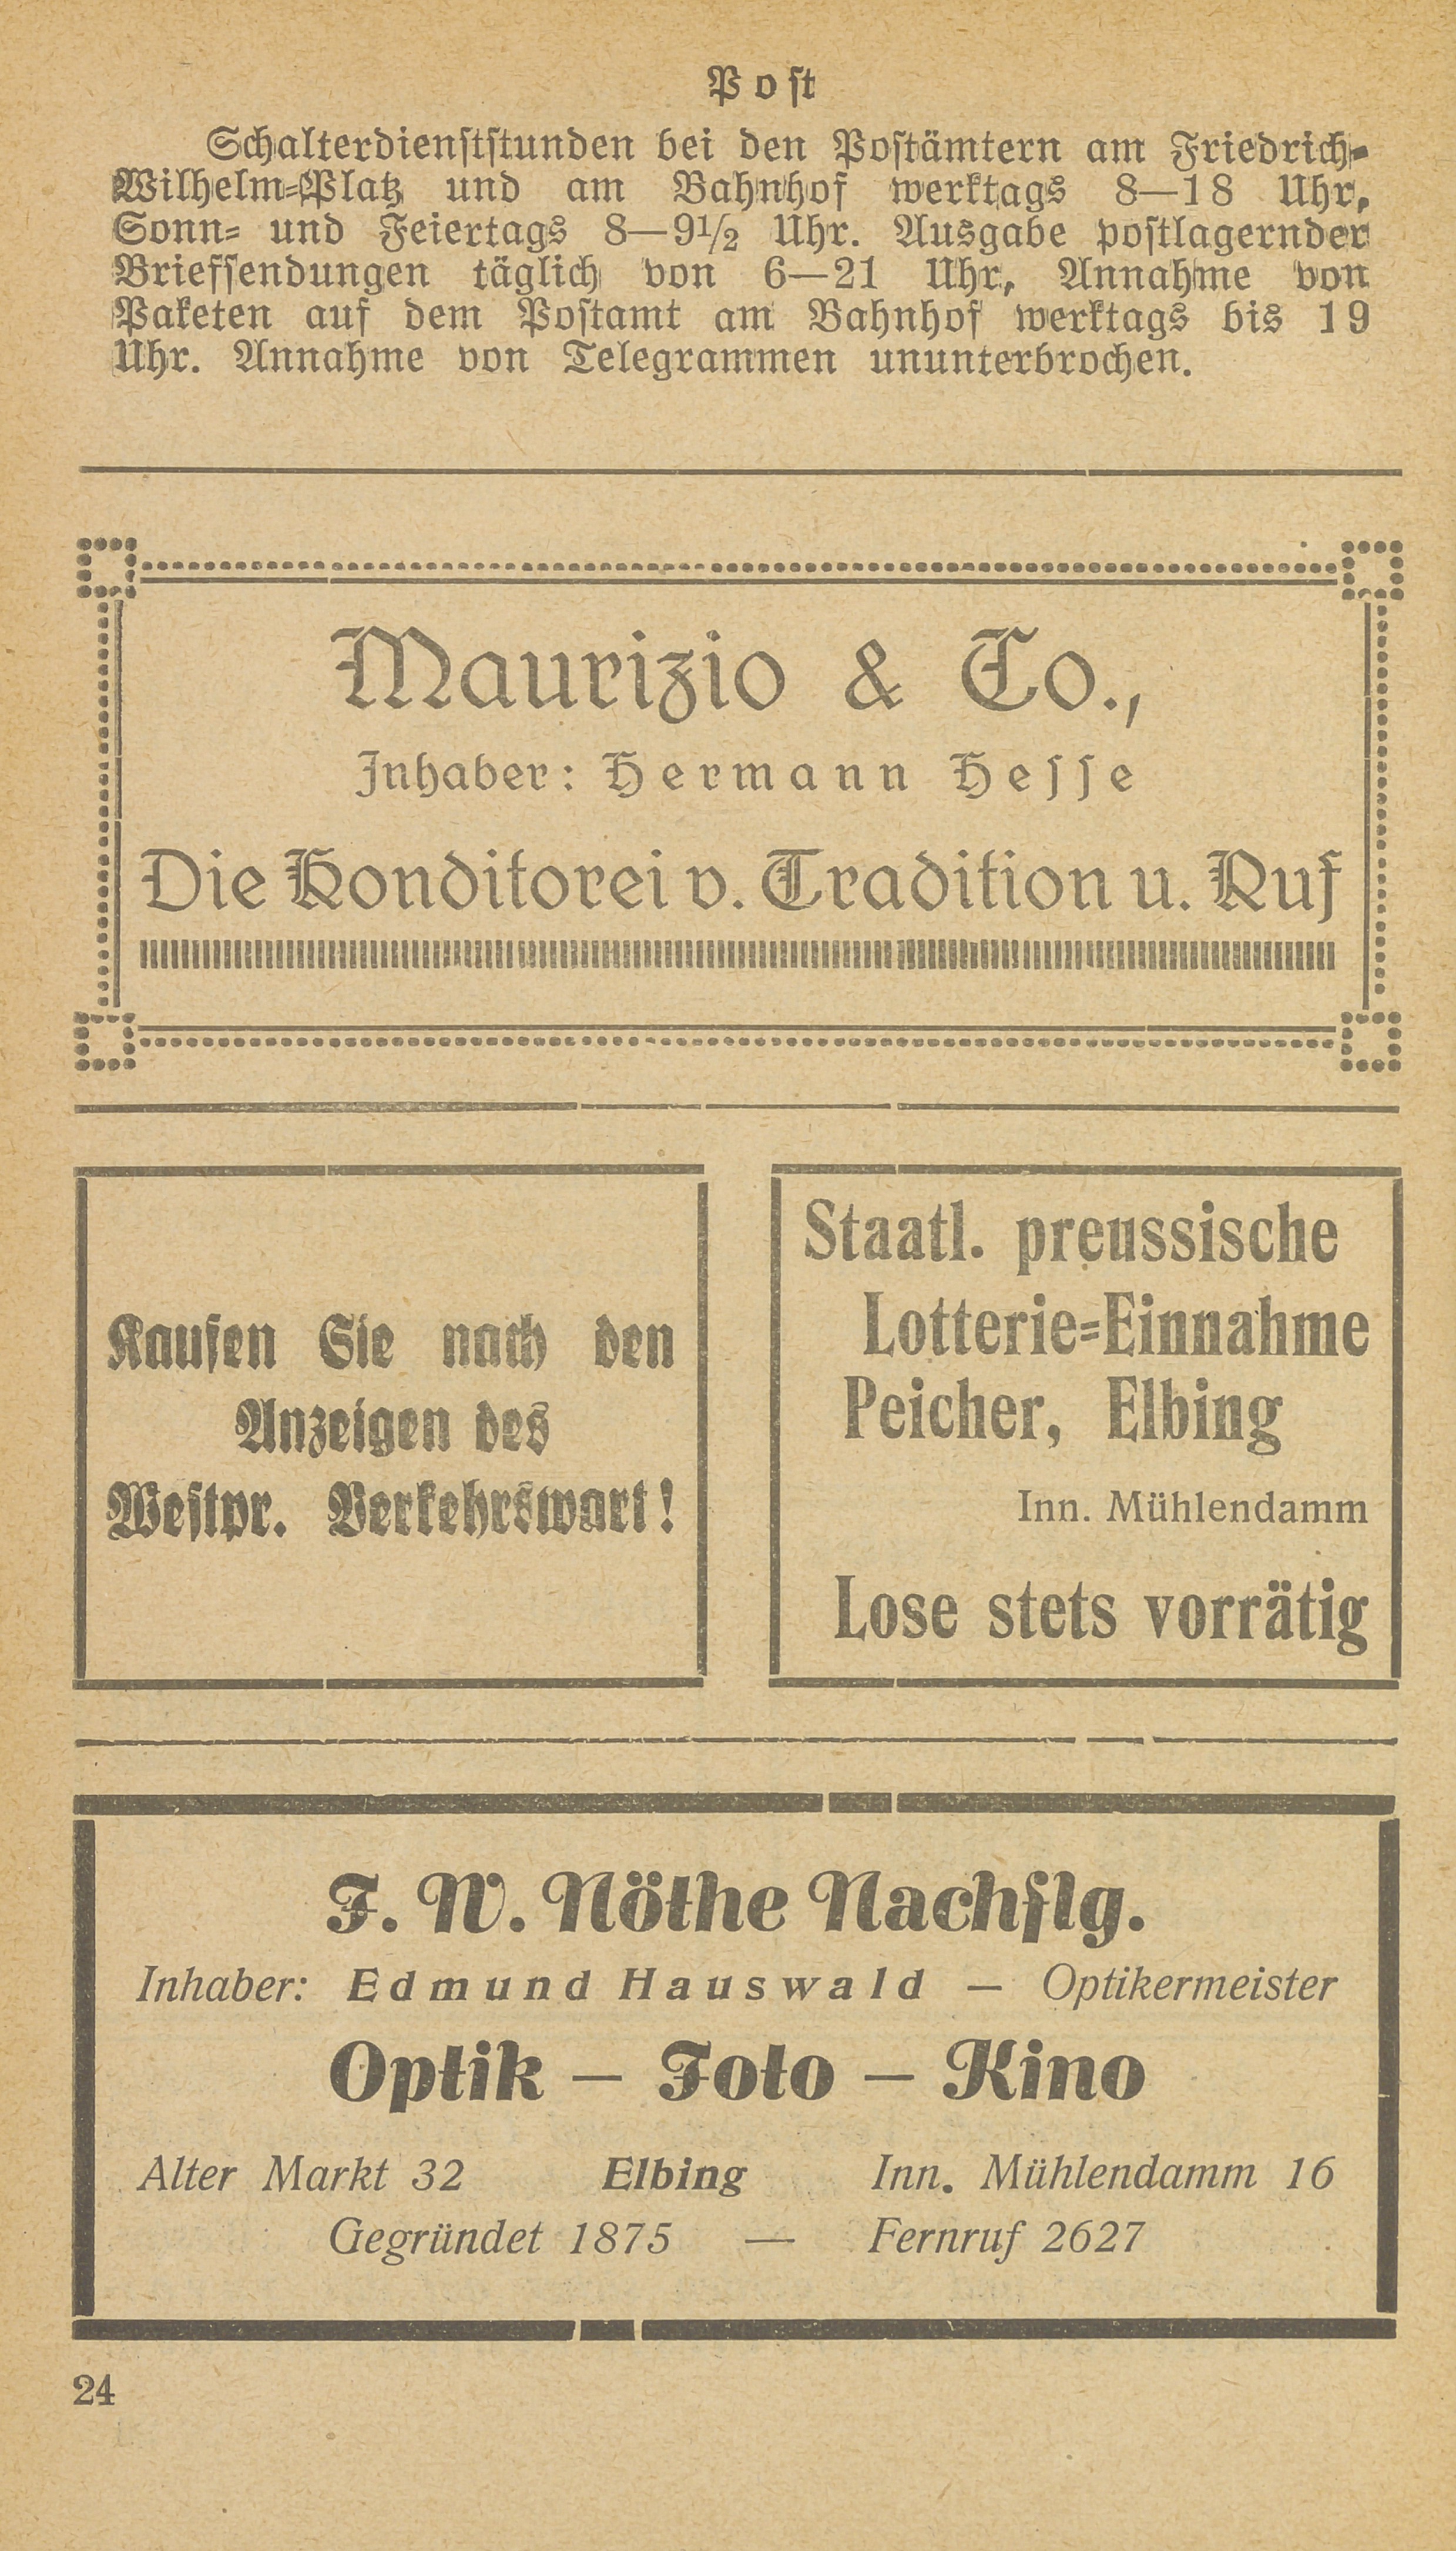 Post
Schalterdienststunden bei den Postämtern am Friedrich-
Wilhelm-Platz und am Bahnhof werktags 8—18 Uhr,
Sonn- und Feiertags 8—9½ Uhr. Ausgabe postlagernder
Briefsendungen täglich von 6—21 Uhr, Annahme von
Paketen auf dem Postamt am Bahnhof werktags bis 19
Uhr. Annahme von Telegrammen ununterbrochen.
Maurizio & Co.,
Inhaber: Hermann Hesse
Die Konditorei v. Tradition u. Ruf
Kaufen Sie nach den
Anzeigen des
Westpr. Verkehrswart!
Staatl. preussische
Lotterie=Einnahme
Peicher, Elbing
Inn. Mühlendamm
Lose stets vorrätig
F. W. Nöthe Nachflg.
Inhaber: Edmund Hauswald — Optikermeister
Optik — Foto — Kino
Alter Markt 32 Elbing Inn. Mühlendamm 16
Gegründet 1875 — Fernruf 2627
24